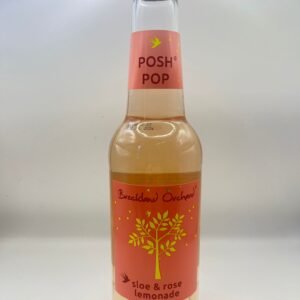 POSH®
POP
Breckland Orchard®
sloe & rose
lemonade